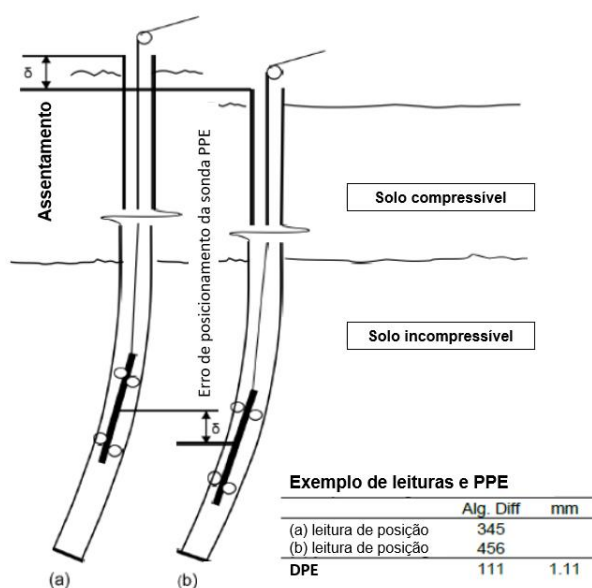 δ
Assentamento
Erro de posicionamento da sonda PPE
Solo compressível
Solo incompressível
δ
Exemplo de leituras e PPE
Alg. Diff mm
(a) leitura de posição 345
(b) leitura de posição 456
DPE 111 1.11
(a) (b)